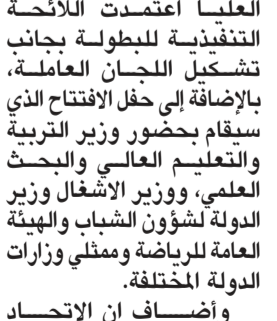 العليا اعتمدت اللائحة
التنفيذية للبطولة بجانب
تشكيل اللجان العاملة،
بالإضافة إلى حفل الافتتاح الذي
سيقام بحضور وزير التربية
والتعليم العالي والبحث
العلمي، ووزير الاشغال وزير
الدولة لشؤون الشباب والهيئة
العامة للرياضة وممثلي وزارات
الدولة المختلفة.
وأضاف ان الاتحاد